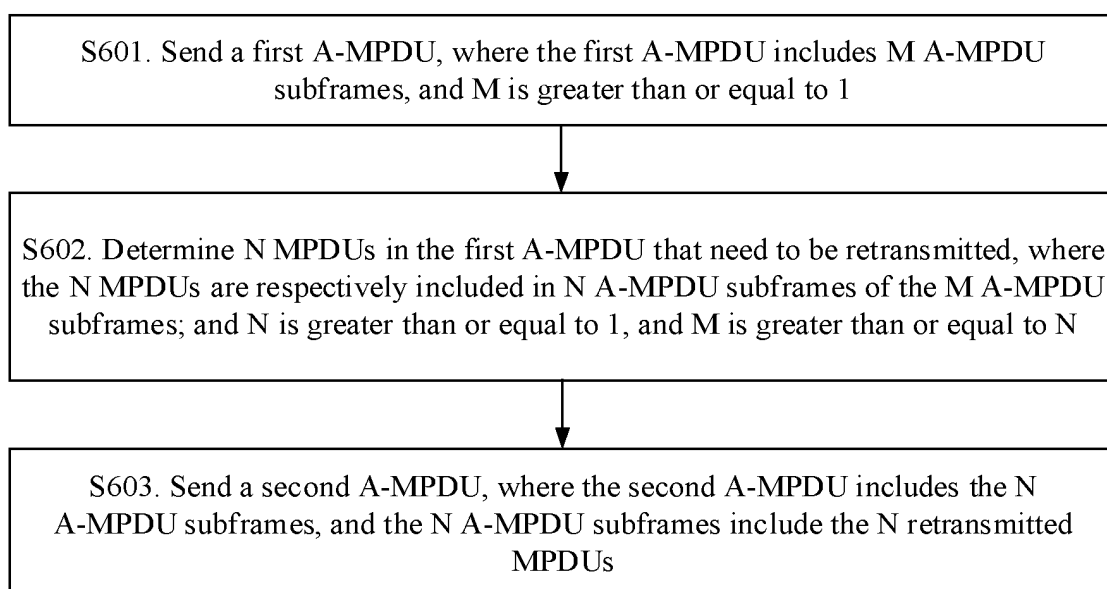 S601. Send a first A-MPDU, where the first A-MPDU includes M A-MPDU
subframes, and M is greater than or equal to 1
S602. Determine N MPDUs in the first A-MPDU that need to be retransmitted, where
the N MPDUs are respectively included in N A-MPDU subframes of the M A-MPDU
subframes; and N is greater than or equal to 1, and M is greater than or equal to N
S603. Send a second A-MPDU, where the second A-MPDU includes the N
A-MPDU subframes, and the N A-MPDU subframes include the N retransmitted
MPDUs